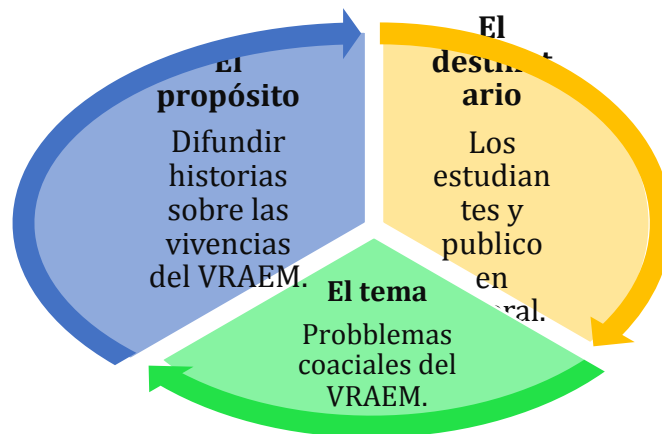 El
propósito
Difundir
historias
sobre las
vivencias
del VRAEM.
El
destinat
ario
Los
estudian
tes y
publico
en
El tema
Probblemas
coaciales del
VRAEM.